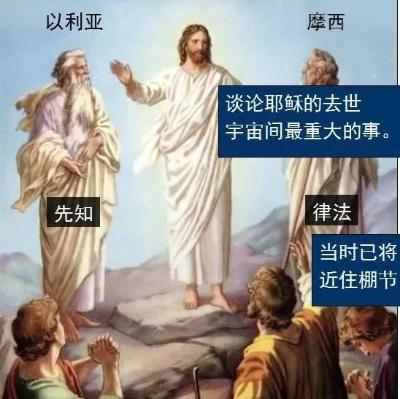 以利亚
摩西
谈论耶稣的去世
宇宙间最重大的事。
先知
律法
当时已将
近住棚节